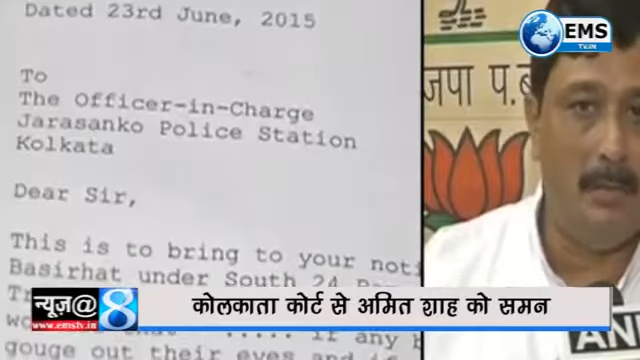 Dated 23rd June, 2015
To
The Officer-in-Charge
Jarasanko Police Station
Kolkata
Dear Sir,
This is to bring to your
Basirhat under South 24
if any
gouge out their eyes and
EMS
TV.IN
ANI
न्यूज़@8
www.emstv.in
कोलकाता कोर्ट से अमित शाह को समन